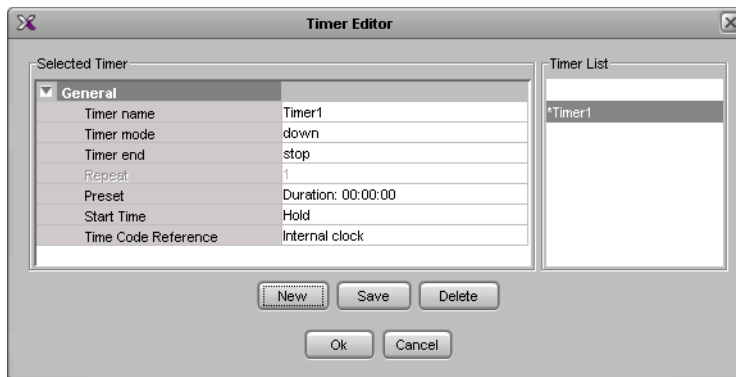 Timer Editor
Selected Timer
General
Timer name Timer1
Timer mode down
Timer end stop
Repeat 1
Preset Duration: 00:00:00
Start Time Hold
Time Code Reference Internal clock
Timer List
*Timer1
New Save Delete
Ok Cancel